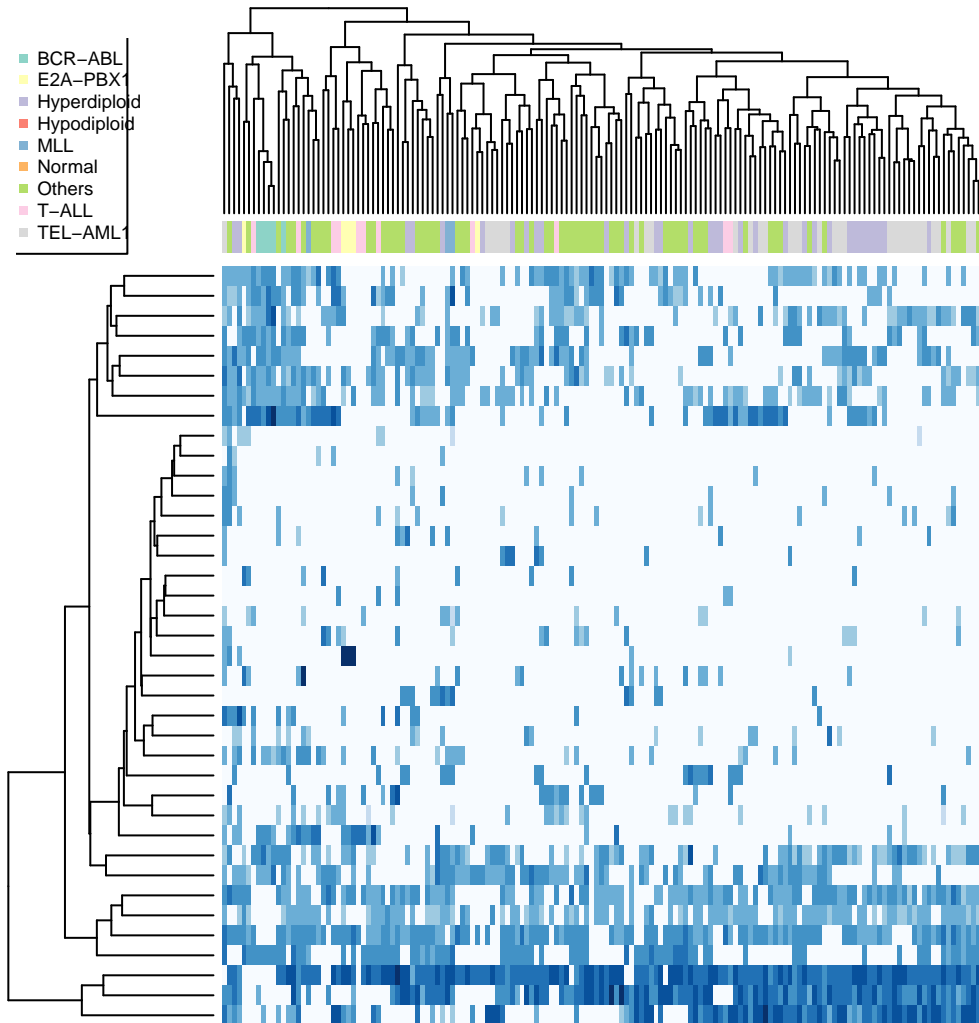 BCR−ABL
E2A−PBX1
Hyperdiploid
Hypodiploid
MLL
Normal
Others
T−ALL
TEL−AML1